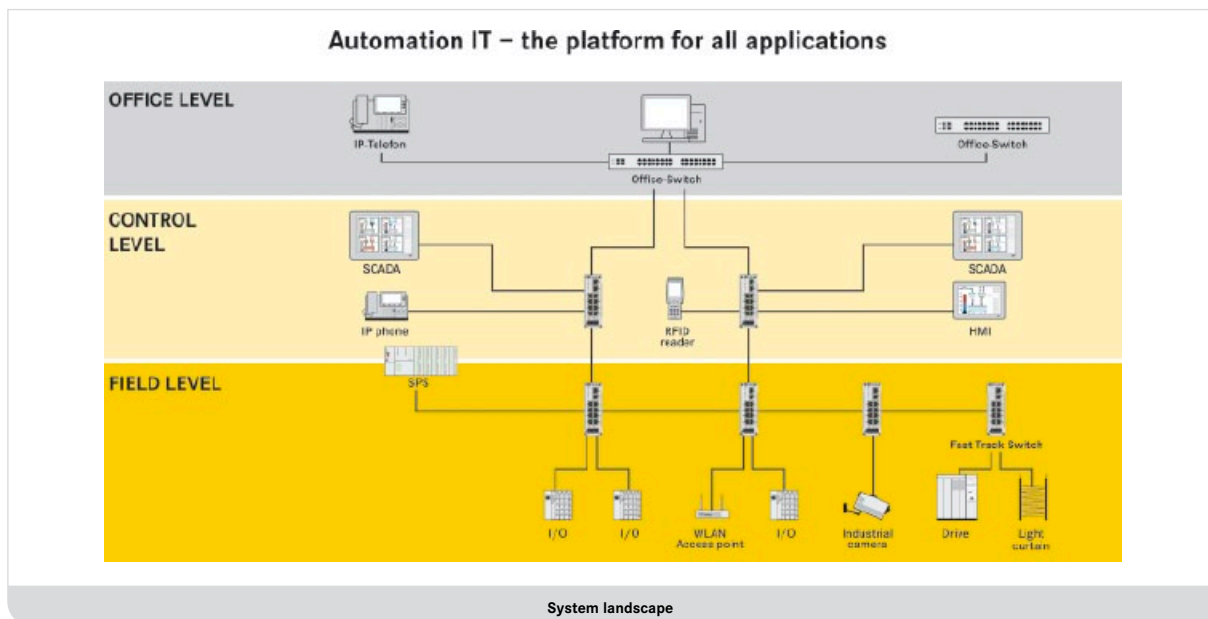 Automation IT – the platform for all applications
OFFICE LEVEL
IP-Telefon
Office-Switch
Office-Switch
CONTROL
LEVEL
SCADA
SCADA
IP phone
RFID
reader
HMI
SPS
FIELD LEVEL
Fast Track Switch
I/O
I/O
WLAN
Access point
I/O
Industrial
camera
Drive
Light
curtain
System landscape